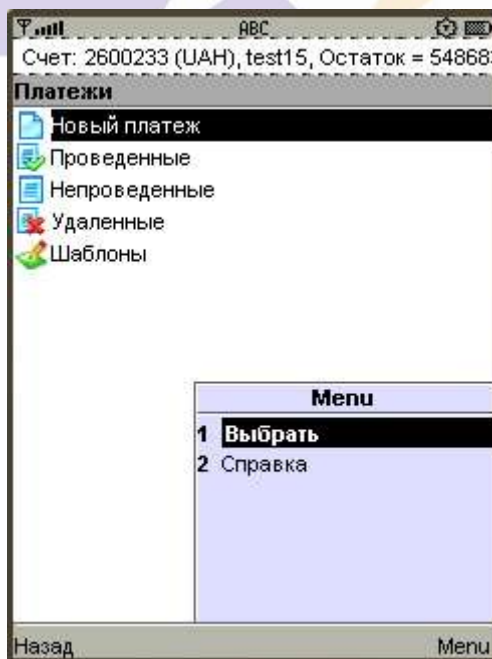 ABC
Счет: 2600233 (UAH), test15, Остаток = 54868
Платежи
Новый платеж
Проведенные
Непроведенные
Удаленные
Шаблоны
Menu
1 Выбрать
2 Справка
Назад Menu